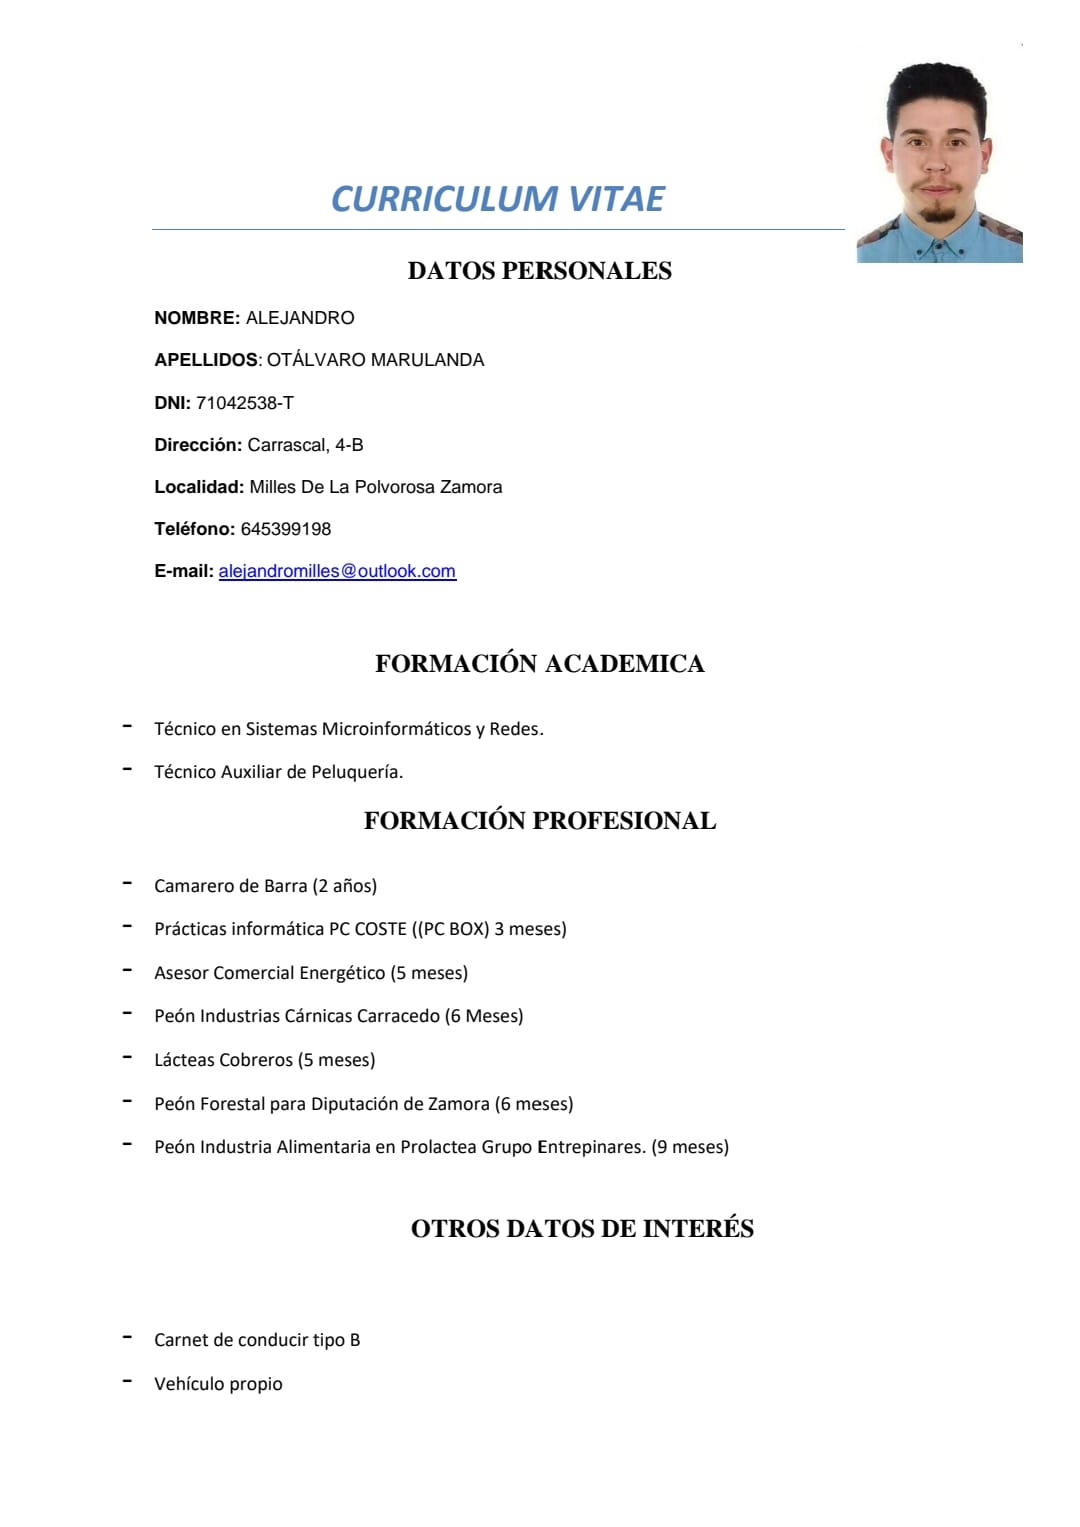 CURRICULUM VITAE
DATOS PERSONALES
NOMBRE: ALEJANDRO
APELLIDOS: OTÁLVARO MARULANDA
DNI: 71042538-T
Dirección: Carrascal, 4-B
Localidad: Milles De La Polvorosa Zamora
Teléfono: 645399198
E-mail: alejandromilles@outlook.com
FORMACIÓN ACADEMICA
- Técnico en Sistemas Microinformáticos y Redes.
- Técnico Auxiliar de Peluquería.
FORMACIÓN PROFESIONAL
- Camarero de Barra (2 años)
- Prácticas informática PC COSTE ((PC BOX) 3 meses)
- Asesor Comercial Energético (5 meses)
- Peón Industrias Cárnicas Carracedo (6 Meses)
- Lácteas Cobreros (5 meses)
- Peón Forestal para Diputación de Zamora (6 meses)
- Peón Industria Alimentaria en Prolactea Grupo Entrepinares. (9 meses)
OTROS DATOS DE INTERÉS
- Carnet de conducir tipo B
- Vehículo propio